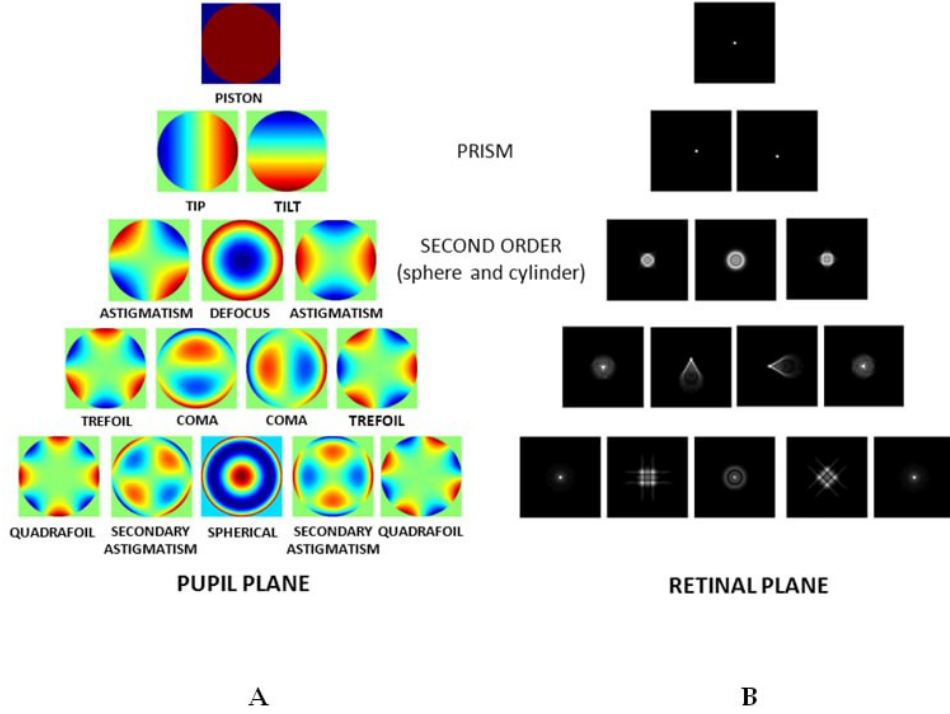 PISTON
TIP TILT
PRISM
ASTIGMATISM DEFOCUS ASTIGMATISM
SECOND ORDER
(sphere and cylinder)
TREFOIL COMA COMA TREFOIL
QUADRAFOIL SECONDARY ASTIGMATISM SPHERICAL SECONDARY ASTIGMATISM QUADRAFOIL
PUPIL PLANE RETINAL PLANE
A B